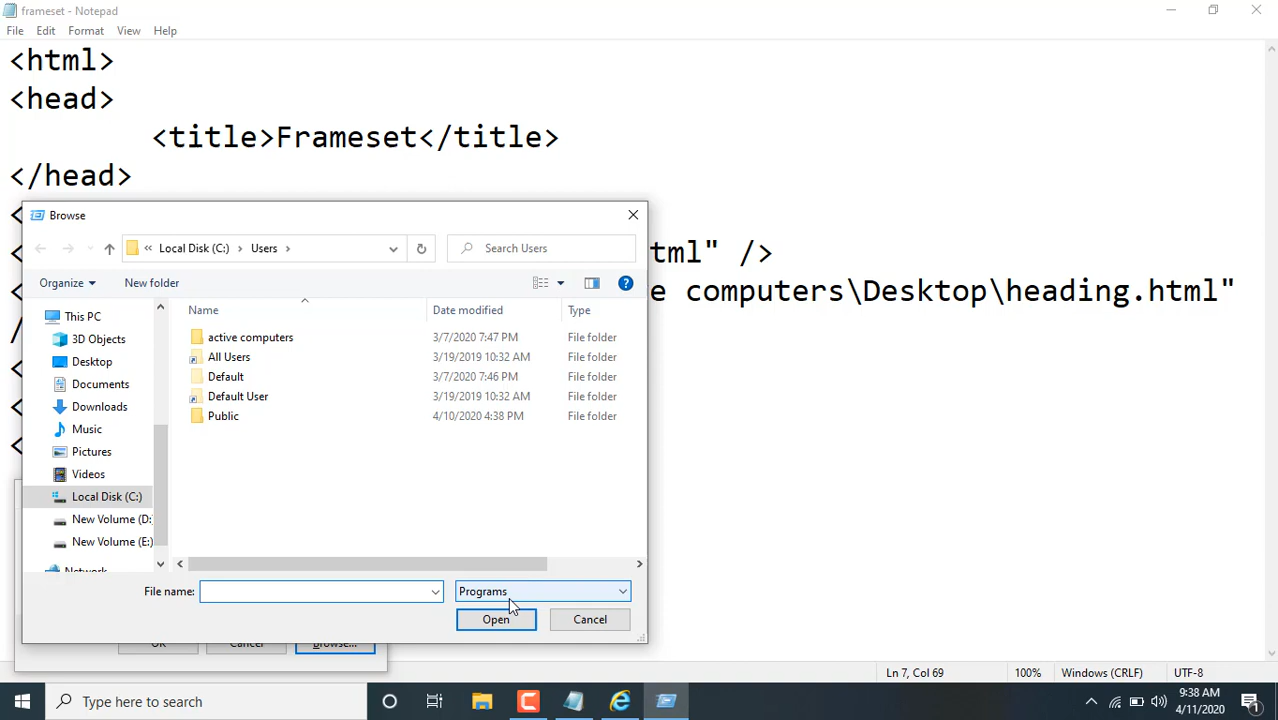 frameset - Notepad
File Edit Format View Help
<html>
<head>
<title>Frameset</title>
</head>
<
Browse
« Local Disk (C:) > Users >
Search Users
< tml" />
Organize New folder
< e computers\Desktop\heading.html"
Name Date modified Type
This PC
/
3D Objects active computers 3/7/2020 7:47 PM File folder
Desktop All Users 3/19/2019 10:32 AM File folder
<
Documents Default 3/7/2020 7:46 PM File folder
Downloads Default User 3/19/2019 10:32 AM File folder
<
Music Public 4/10/2020 4:38 PM File folder
<
Pictures
Videos
Local Disk (C:)
New Volume (D:
New Volume (E:)
Network
File name: Programs
Open Cancel
OK Cancel Browse...
Ln 7, Col 69 100% Windows (CRLF) UTF-8
Type here to search
9:38 AM
4/11/2020
1